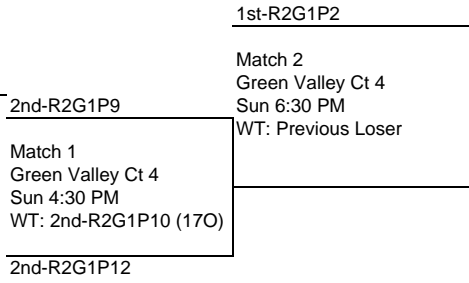 1st-R2G1P2
Match 2
Green Valley Ct 4
Sun 6:30 PM
WT: Previous Loser
2nd-R2G1P9
Match 1
Green Valley Ct 4
Sun 4:30 PM
WT: 2nd-R2G1P10 (17O)
2nd-R2G1P12